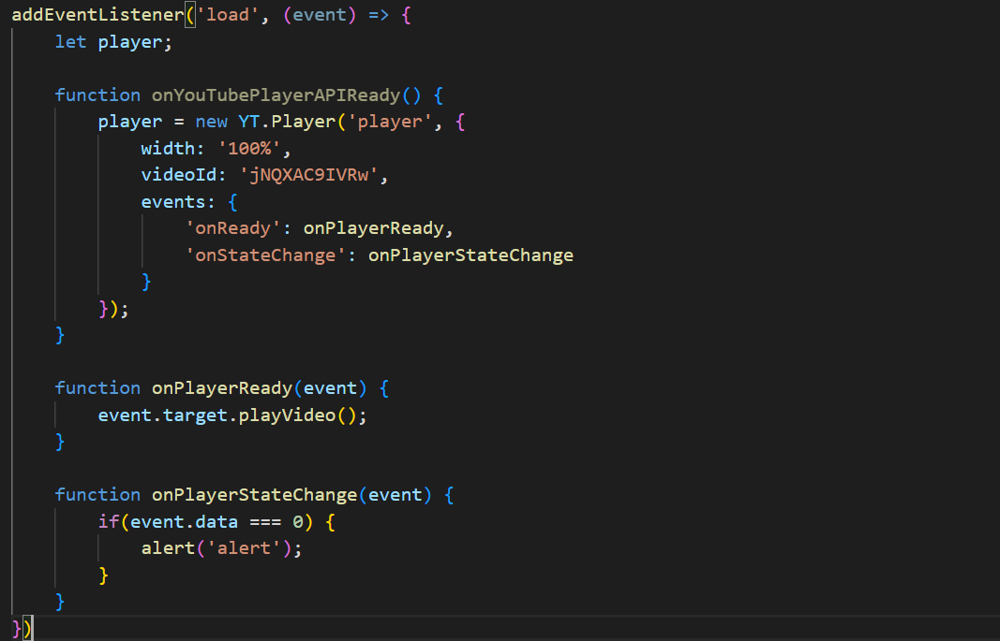 addEventListener('load', (event) => {
    let player;

    function onYouTubePlayerAPIReady() {
        player = new YT.Player('player', {
            width: '100%',
            videoId: 'jNQXAC9IVRw',
            events: {
                'onReady': onPlayerReady,
                'onStateChange': onPlayerStateChange
            }
        });
    }

    function onPlayerReady(event) {
        event.target.playVideo();
    }

    function onPlayerStateChange(event) {
        if(event.data === 0) {
            alert('alert');
        }
    }
})